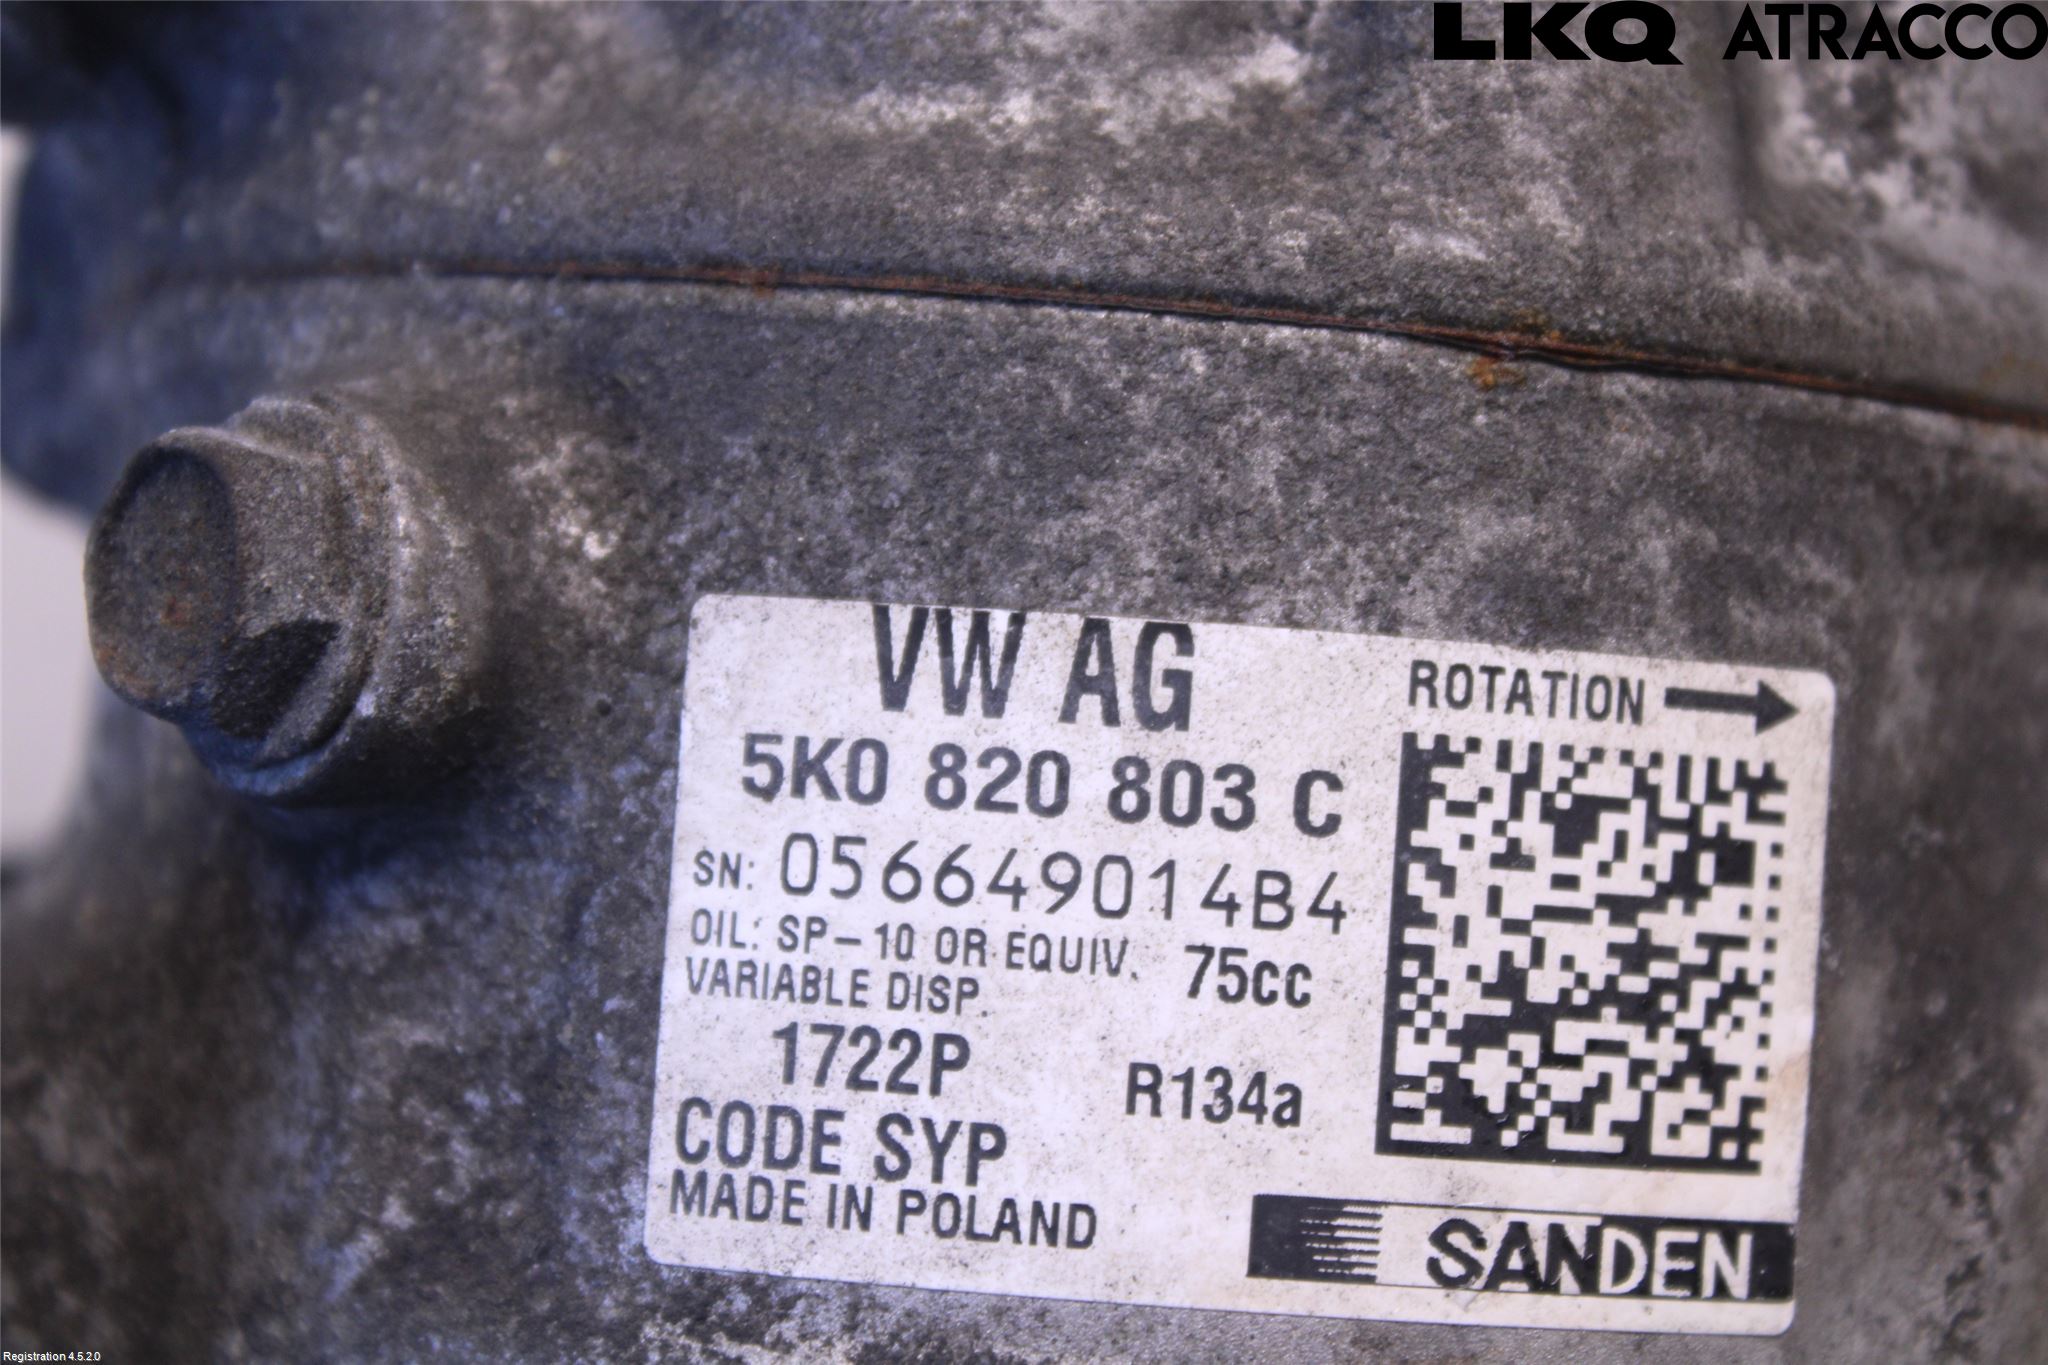 LKQ ATRACCO
VW AG
ROTATION
5K0 820 803 C
SN: 056649014B4
OIL: SP-10 OR EQUIV. 75cc
VARIABLE DISP
1722P
R134a
CODE SYP
MADE IN POLAND
SANDEN
Registration 4.5.2.0